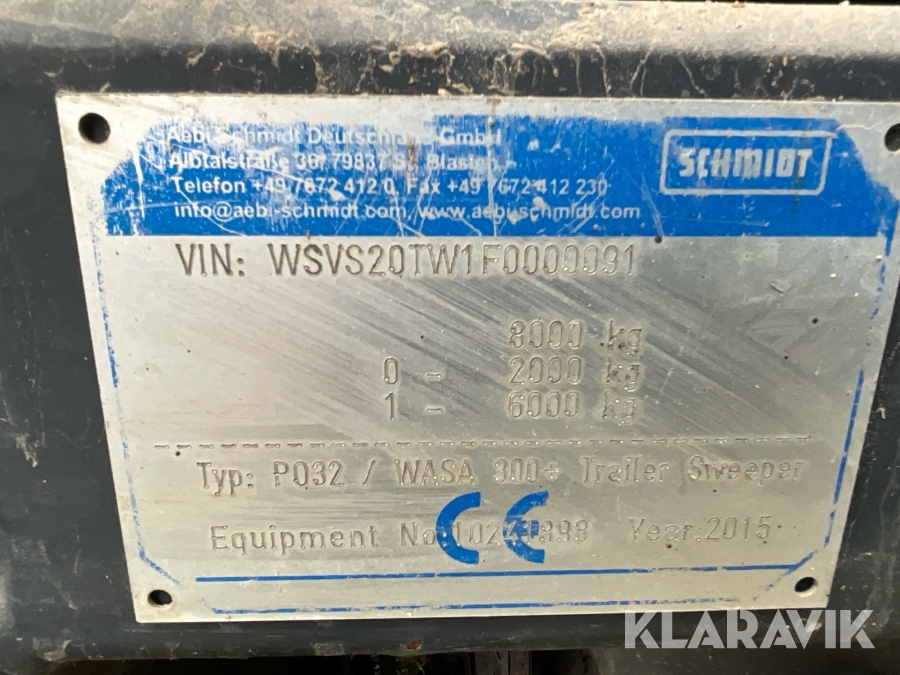 Aebi Schmidt Deutschland GmbH
Albtalstraße 36, 79837 St. Blasien
Telefon +49 7672 412 0, Fax +49 7672 412 230
info@aebi-schmidt.com, www.aebi-schmidt.com
SCHMIDT
VIN: WSVS20TW1F0000091
8000 kg
0 - 2000 kg
1 - 6000 kg
Typ: P032 / WASA 300+ Trailer Sweeper
Equipment No: Year:2015
CE
KLARAVIK